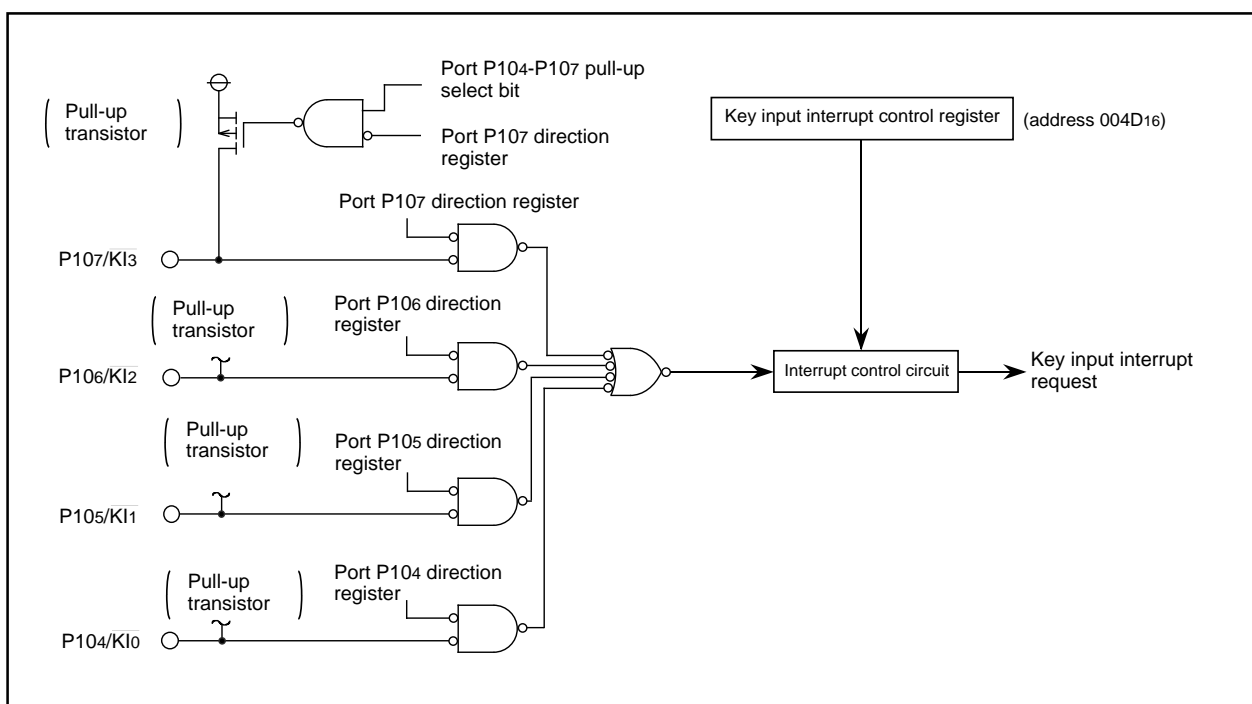 Port P104-P107 pull-up
select bit
(Pull-up
transistor)
Port P107 direction
register
Key input interrupt control register
(address 004D16)
Port P107 direction register
P107/KI3
(Pull-up
transistor)
Port P106 direction
register
P106/KI2
Interrupt control circuit
Key input interrupt
request
(Pull-up
transistor)
Port P105 direction
register
P105/KI1
(Pull-up
transistor)
Port P104 direction
register
P104/KI0